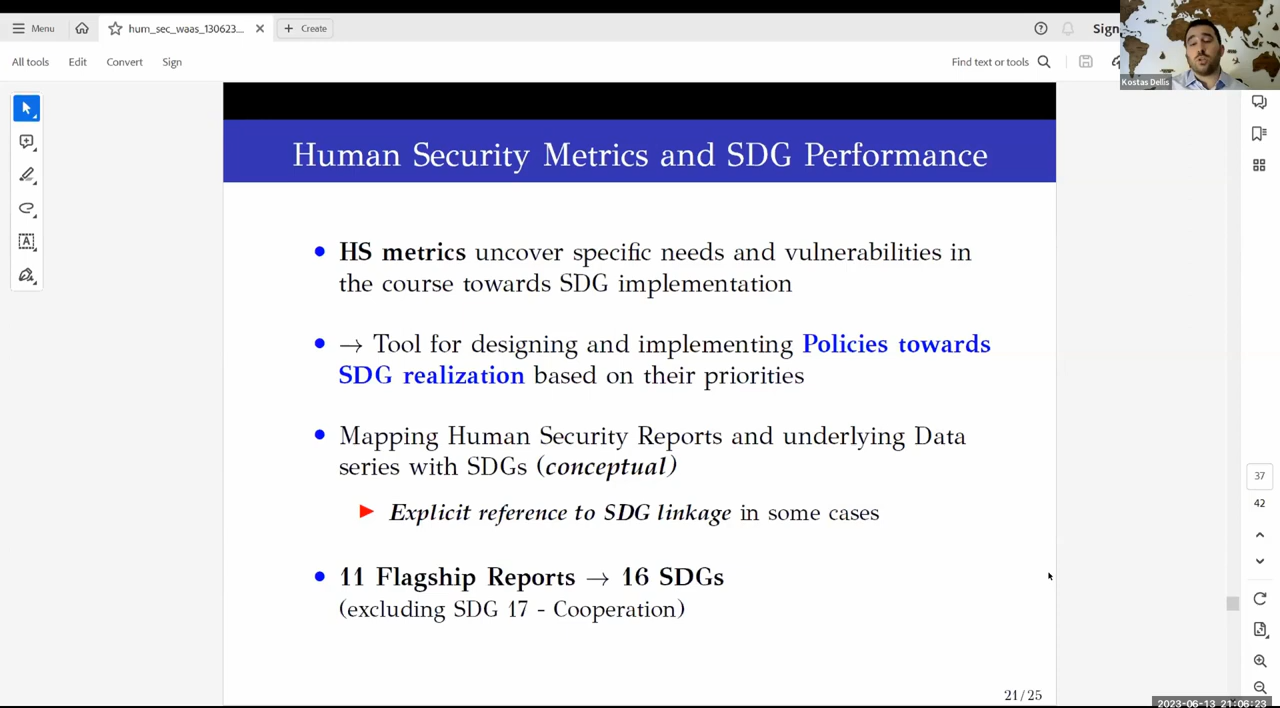 Menu
hum_sec_waas_130623...
Create
Sign
All tools
Edit
Convert
Sign
Find text or tools
Kostas Dellis
Human Security Metrics and SDG Performance
• HS metrics uncover specific needs and vulnerabilities in
the course towards SDG implementation
• → Tool for designing and implementing Policies towards
SDG realization based on their priorities
• Mapping Human Security Reports and underlying Data
series with SDGs (conceptual)
▶ Explicit reference to SDG linkage in some cases
• 11 Flagship Reports → 16 SDGs
(excluding SDG 17 - Cooperation)
21/25
37
42
2023-06-13 21:06:23